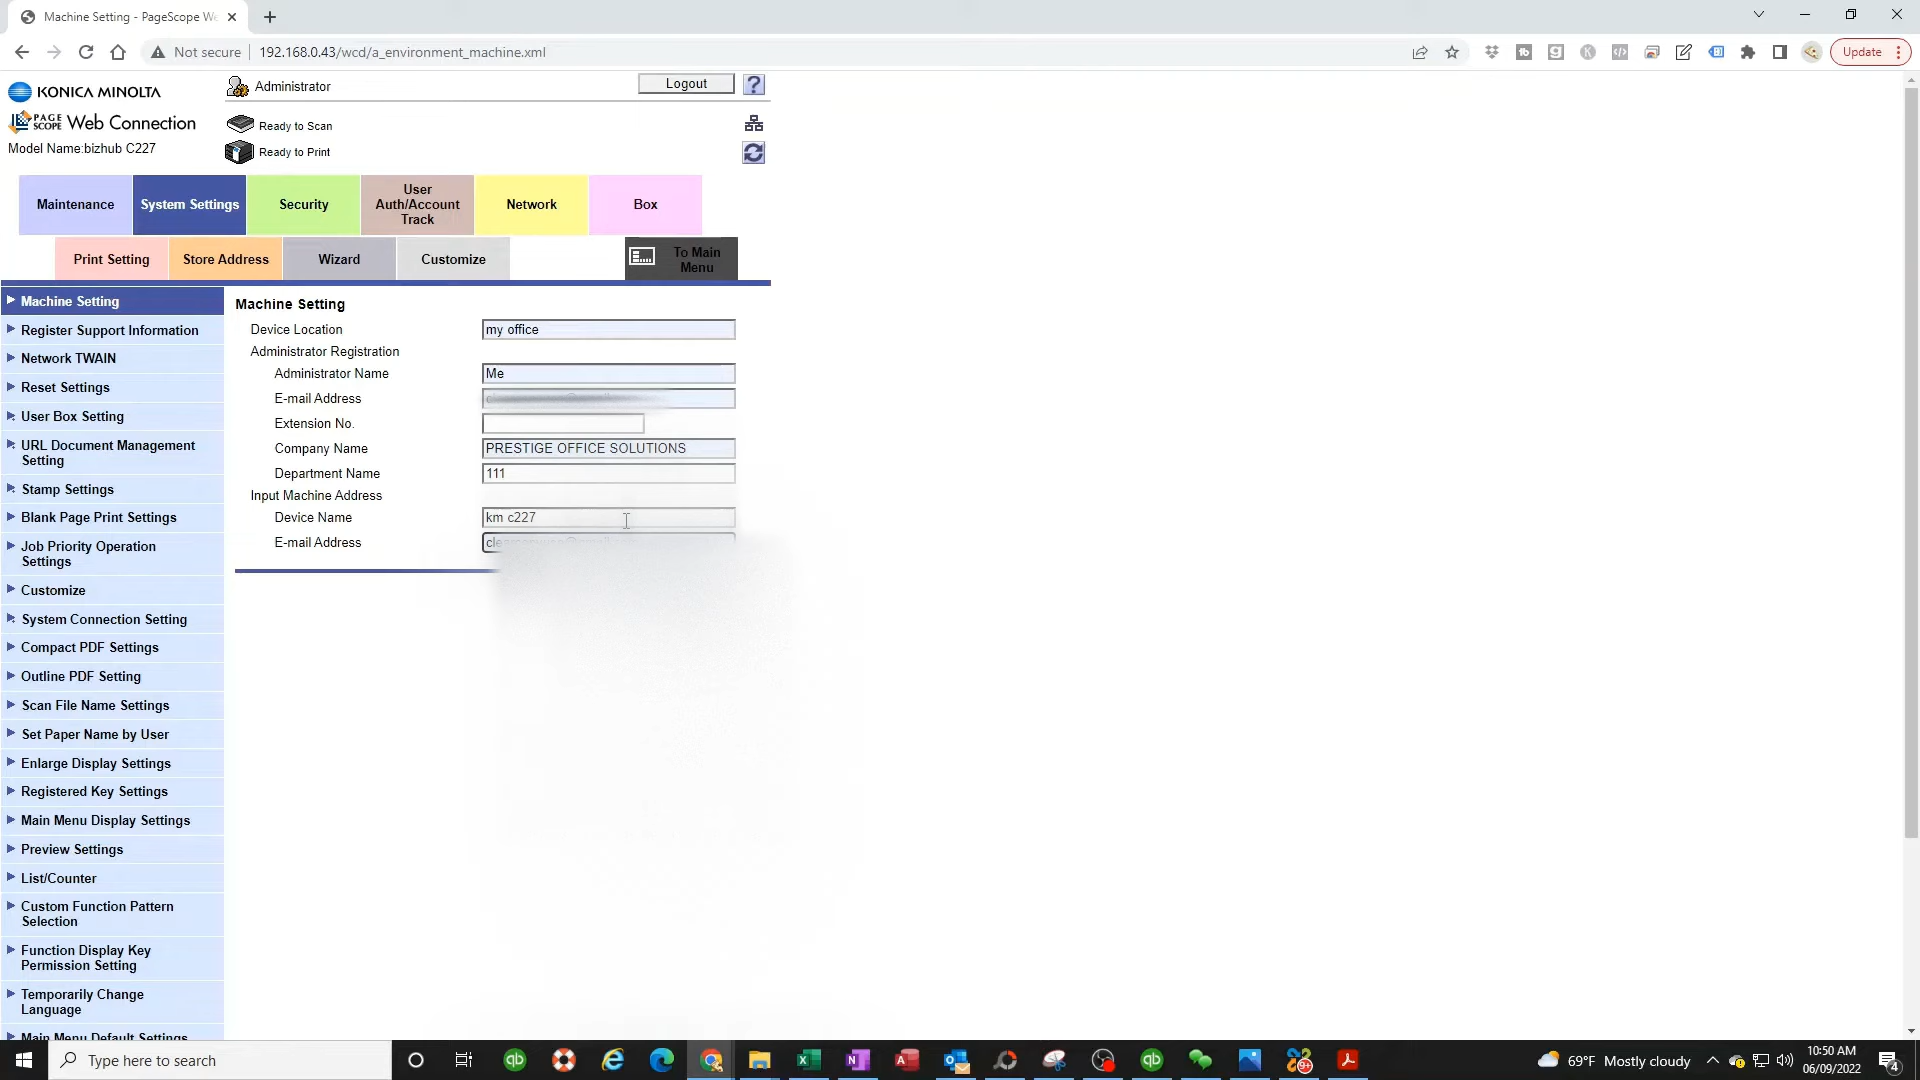 Machine Setting - PageScope We
Not secure
192.168.0.43/wcd/a_environment_machine.xml
Update
KONICA MINOLTA
PAGE SCOPE Web Connection
Model Name:bizhub C227
Administrator
Logout
?
Ready to Scan
Ready to Print
Maintenance
System Settings
Security
User
Auth/Account
Track
Network
Box
Print Setting
Store Address
Wizard
Customize
To Main
Menu
Machine Setting
Register Support Information
Network TWAIN
Reset Settings
User Box Setting
URL Document Management
Setting
Stamp Settings
Blank Page Print Settings
Job Priority Operation
Settings
Customize
System Connection Setting
Compact PDF Settings
Outline PDF Setting
Scan File Name Settings
Set Paper Name by User
Enlarge Display Settings
Registered Key Settings
Main Menu Display Settings
Preview Settings
List/Counter
Custom Function Pattern
Selection
Function Display Key
Permission Setting
Temporarily Change
Language
Main Menu Default Settings
Machine Setting
Device Location my office
Administrator Registration
Administrator Name Me
E-mail Address
Extension No.
Company Name PRESTIGE OFFICE SOLUTIONS
Department Name 111
Input Machine Address
Device Name km c227
E-mail Address
Type here to search
69°F Mostly cloudy
10:50 AM
06/09/2022